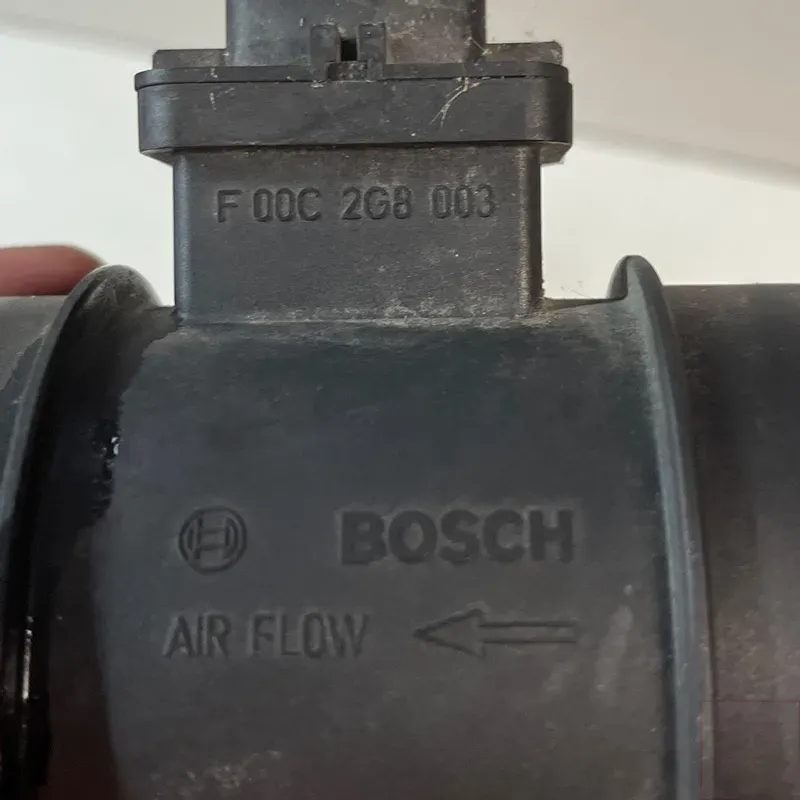 F 00C 2G8 003
BOSCH
AIR FLOW